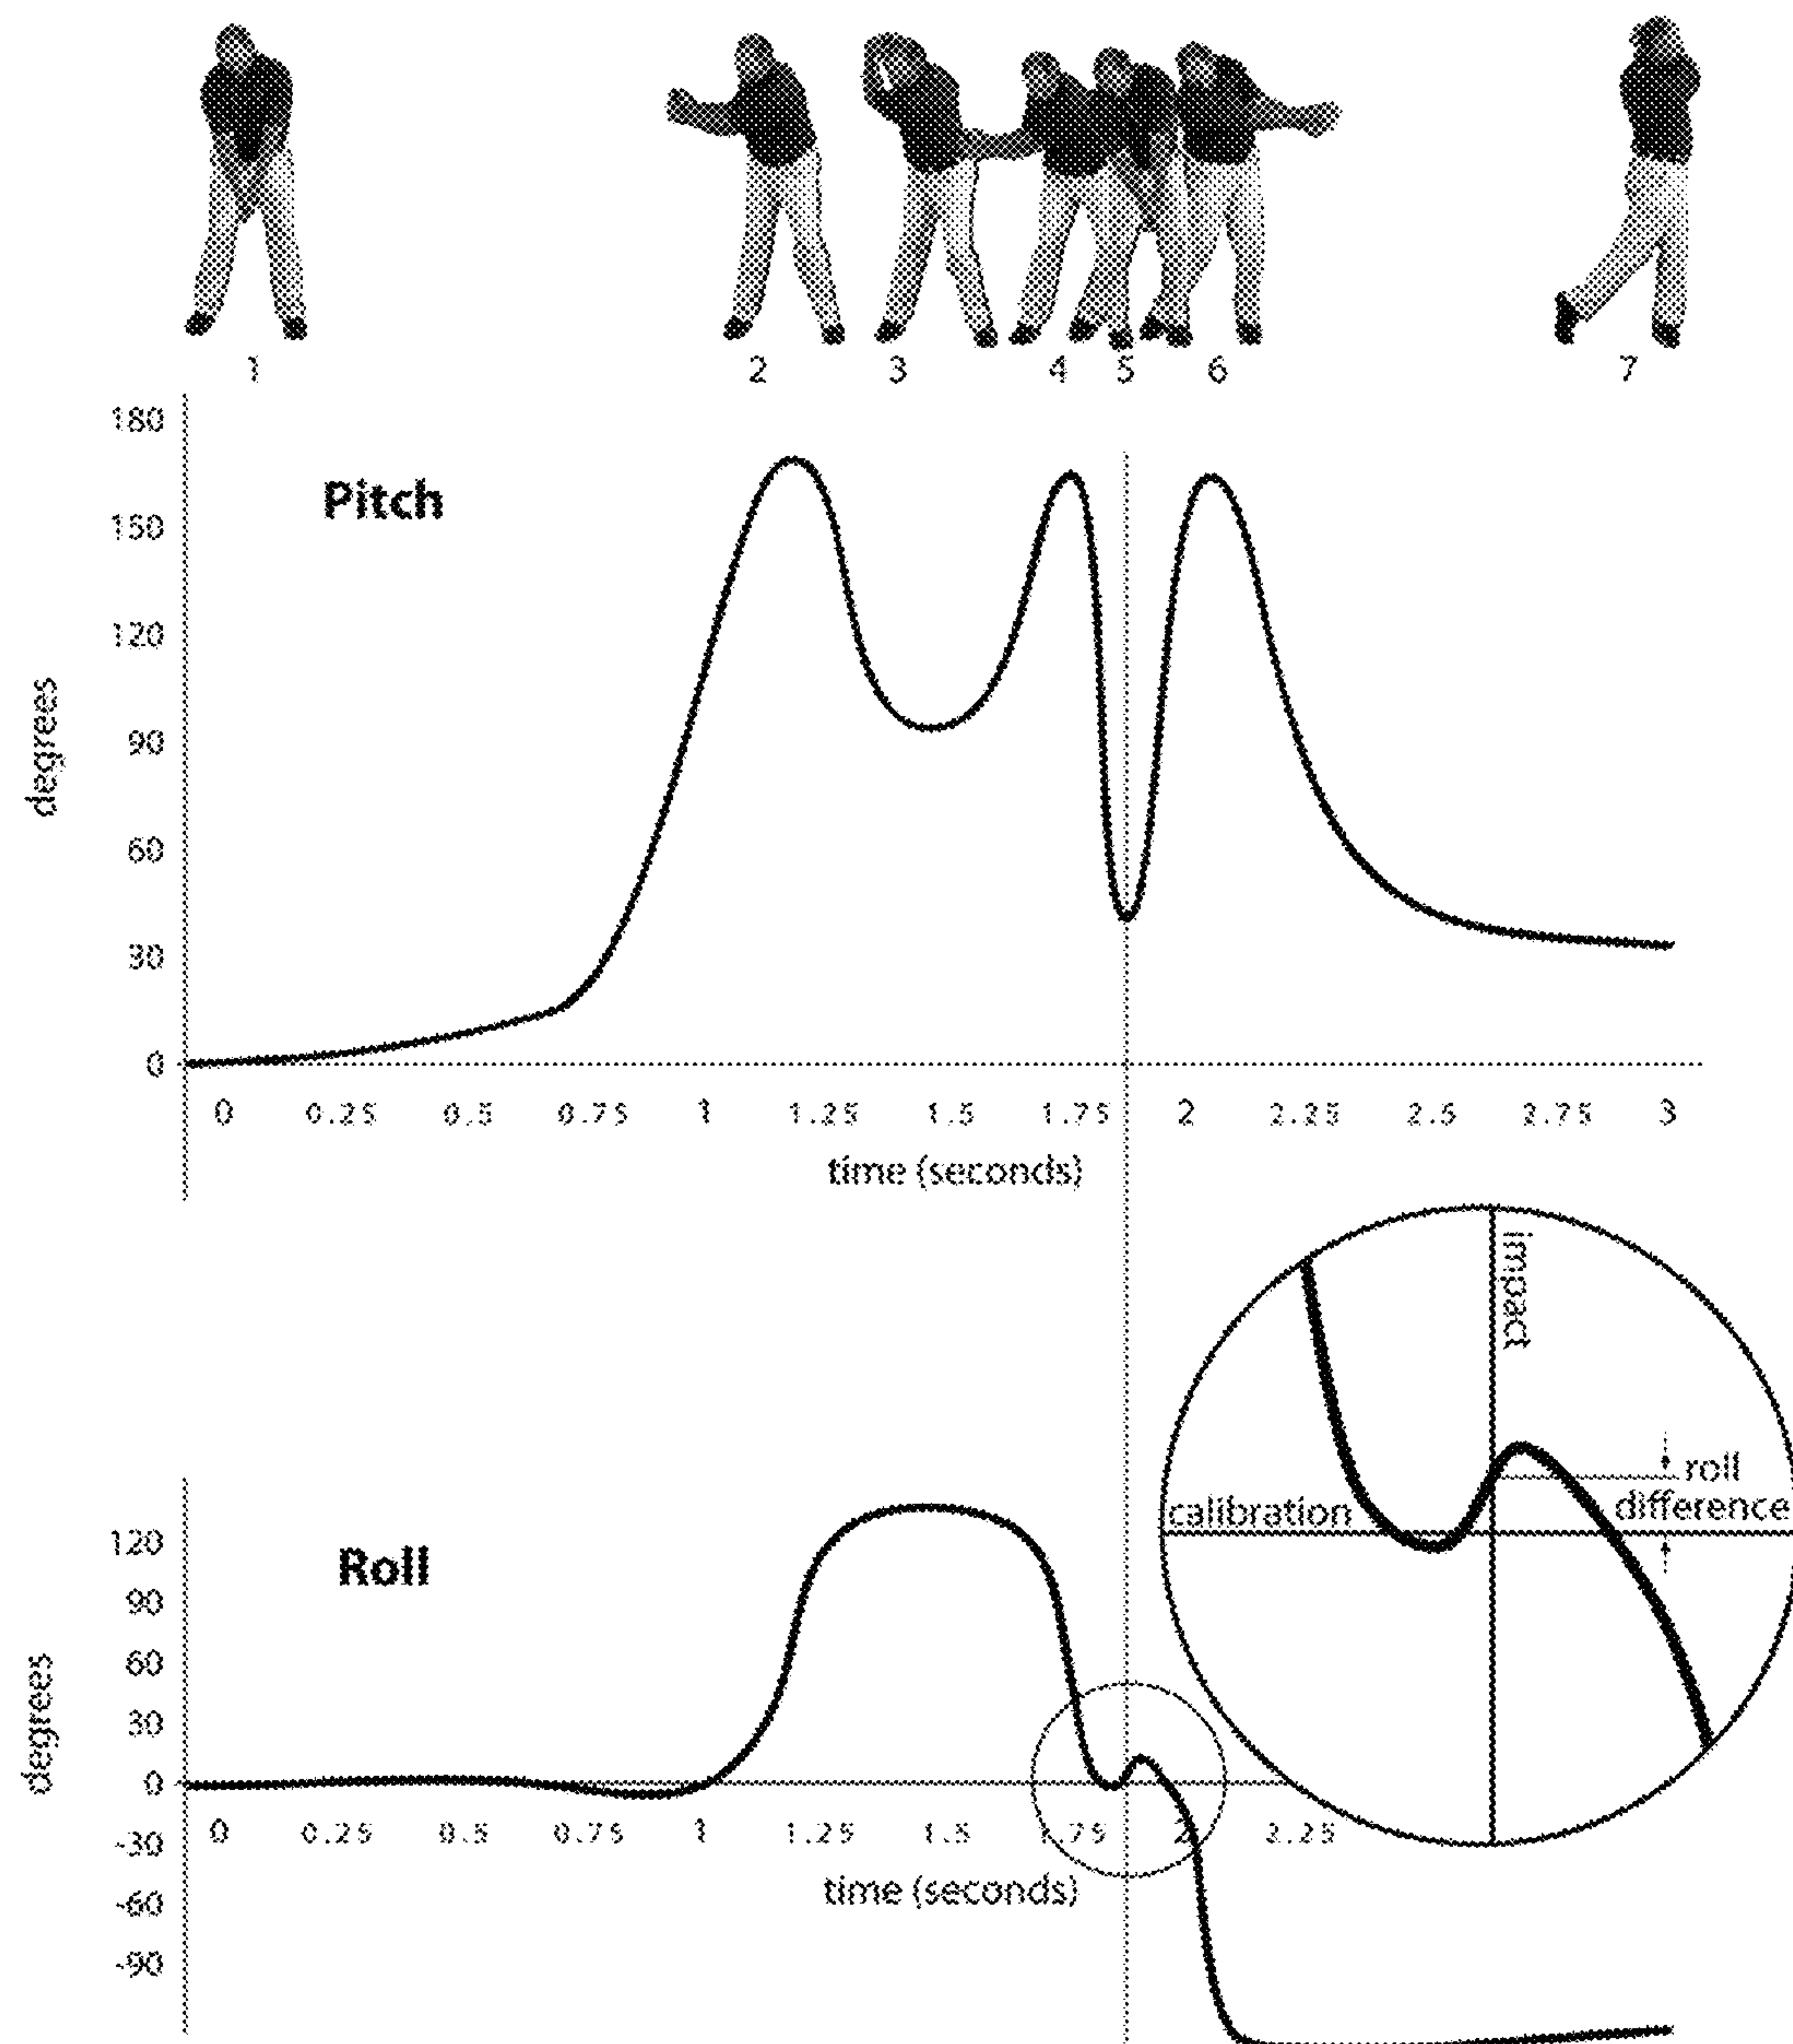 1 2 3 4 5 6 7
180
Pitch
150
120
degrees
90
60
30
0
0 0.25 0.5 0.75 1 1.25 1.5 1.75 2 2.25 2.5 2.75 3
time (seconds)
impact
roll
difference
calibration
120
Roll
90
60
degrees
30
0
0 0.25 0.5 0.75 1 1.25 1.5 1.75 2 2.25
-30
time (seconds)
-60
-90